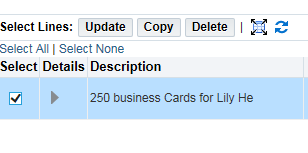 Select Lines: Update Copy Delete |
Select All | Select None
Select Details Description
250 business Cards for Lily He